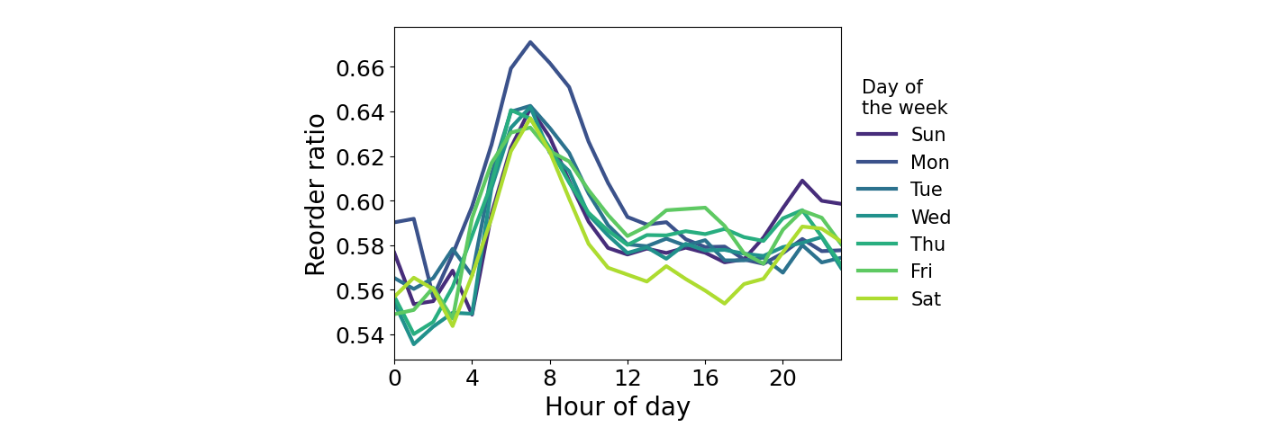 Reorder ratio
0.66
0.64
0.62
0.60
0.58
0.56
0.54
0 4 8 12 16 20
Hour of day
Day of
the week
Sun
Mon
Tue
Wed
Thu
Fri
Sat